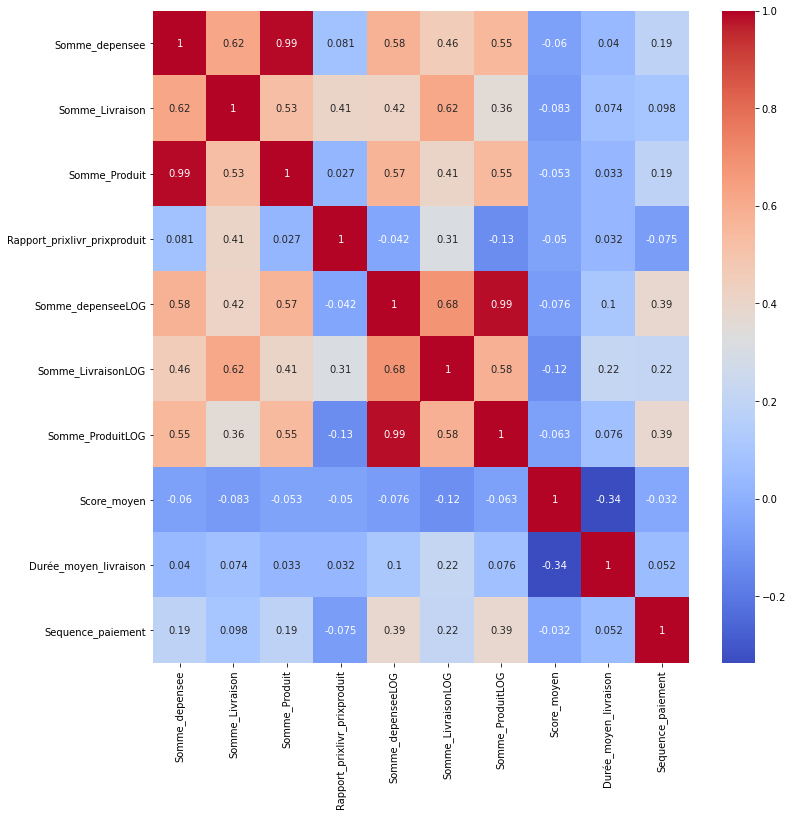 Somme_depensee 1 0.62 0.99 0.081 0.58 0.46 0.55 -0.06 0.04 0.19
Somme_Livraison 0.62 1 0.53 0.41 0.42 0.62 0.36 -0.083 0.074 0.098
Somme_Produit 0.99 0.53 1 0.027 0.57 0.41 0.55 -0.053 0.033 0.19
Rapport_prixlivr_prixproduit 0.081 0.41 0.027 1 -0.042 0.31 -0.13 -0.05 0.032 -0.075
Somme_depenseeLOG 0.58 0.42 0.57 -0.042 1 0.68 0.99 -0.076 0.1 0.39
Somme_LivraisonLOG 0.46 0.62 0.41 0.31 0.68 1 0.58 -0.12 0.22 0.22
Somme_ProduitLOG 0.55 0.36 0.55 -0.13 0.99 0.58 1 -0.063 0.076 0.39
Score_moyen -0.06 -0.083 -0.053 -0.05 -0.076 -0.12 -0.063 1 -0.34 -0.032
Durée_moyen_livraison 0.04 0.074 0.033 0.032 0.1 0.22 0.076 -0.34 1 0.052
Sequence_paiement 0.19 0.098 0.19 -0.075 0.39 0.22 0.39 -0.032 0.052 1
Somme_depensee
Somme_Livraison
Somme_Produit
Rapport_prixlivr_prixproduit
Somme_depenseeLOG
Somme_LivraisonLOG
Somme_ProduitLOG
Score_moyen
Durée_moyen_livraison
Sequence_paiement
1.0
0.8
0.6
0.4
0.2
0.0
−0.2